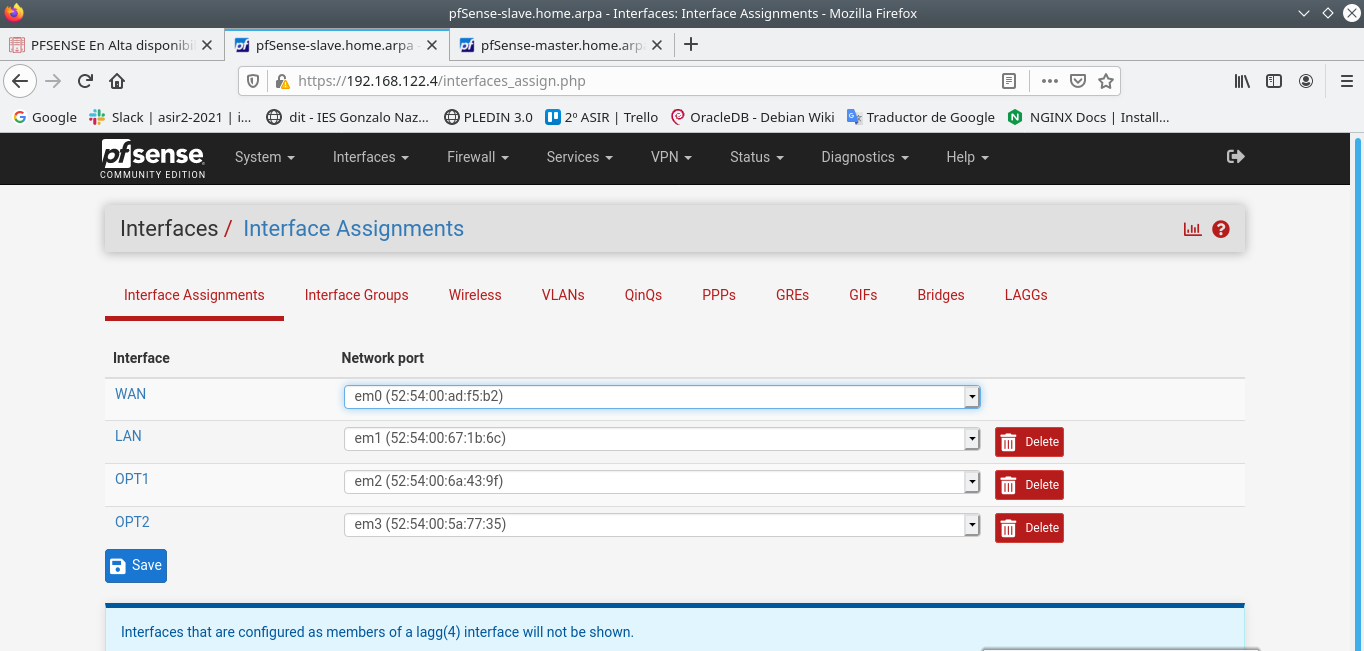 pfSense-slave.home.arpa - Interfaces: Interface Assignments - Mozilla Firefox
PFSENSE En Alta disponibi
pfSense-slave.home.arpa -
pfSense-master.home.arp
https://192.168.122.4/interfaces_assign.php
Google
Slack | asir2-2021 | i...
dit - IES Gonzalo Naz...
PLEDIN 3.0
2º ASIR | Trello
OracleDB - Debian Wiki
Traductor de Google
NGINX Docs | Install...
pfsense
COMMUNITY EDITION
System
Interfaces
Firewall
Services
VPN
Status
Diagnostics
Help
Interfaces / Interface Assignments
Interface Assignments
Interface Groups
Wireless
VLANs
QinQs
PPPs
GREs
GIFs
Bridges
LAGGs
Interface Network port
WAN em0 (52:54:00:ad:f5:b2)
LAN em1 (52:54:00:67:1b:6c) Delete
OPT1 em2 (52:54:00:6a:43:9f) Delete
OPT2 em3 (52:54:00:5a:77:35) Delete
Save
Interfaces that are configured as members of a lagg(4) interface will not be shown.